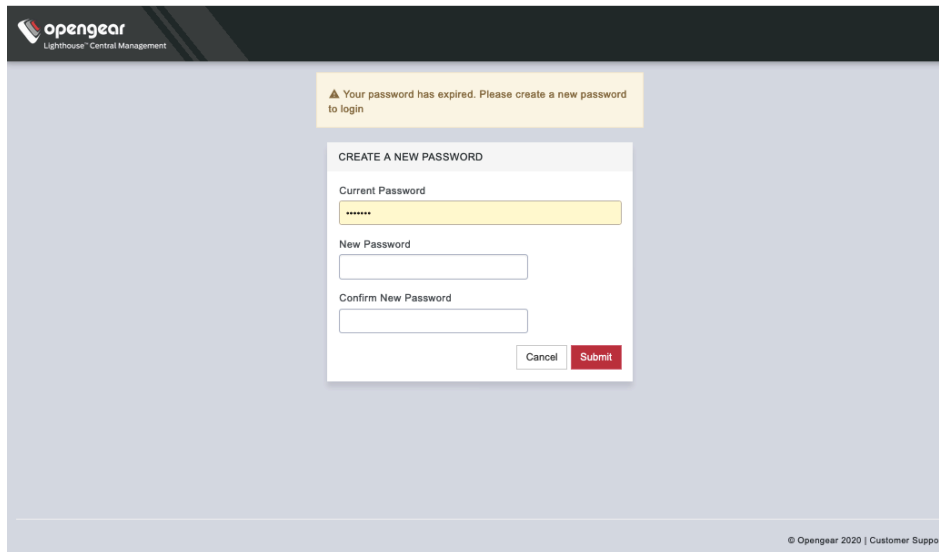 opengear
Lighthouse™ Central Management
Your password has expired. Please create a new password
to login
CREATE A NEW PASSWORD
Current Password
•••••••
New Password
Confirm New Password
Cancel
Submit
© Opengear 2020 | Customer Suppo